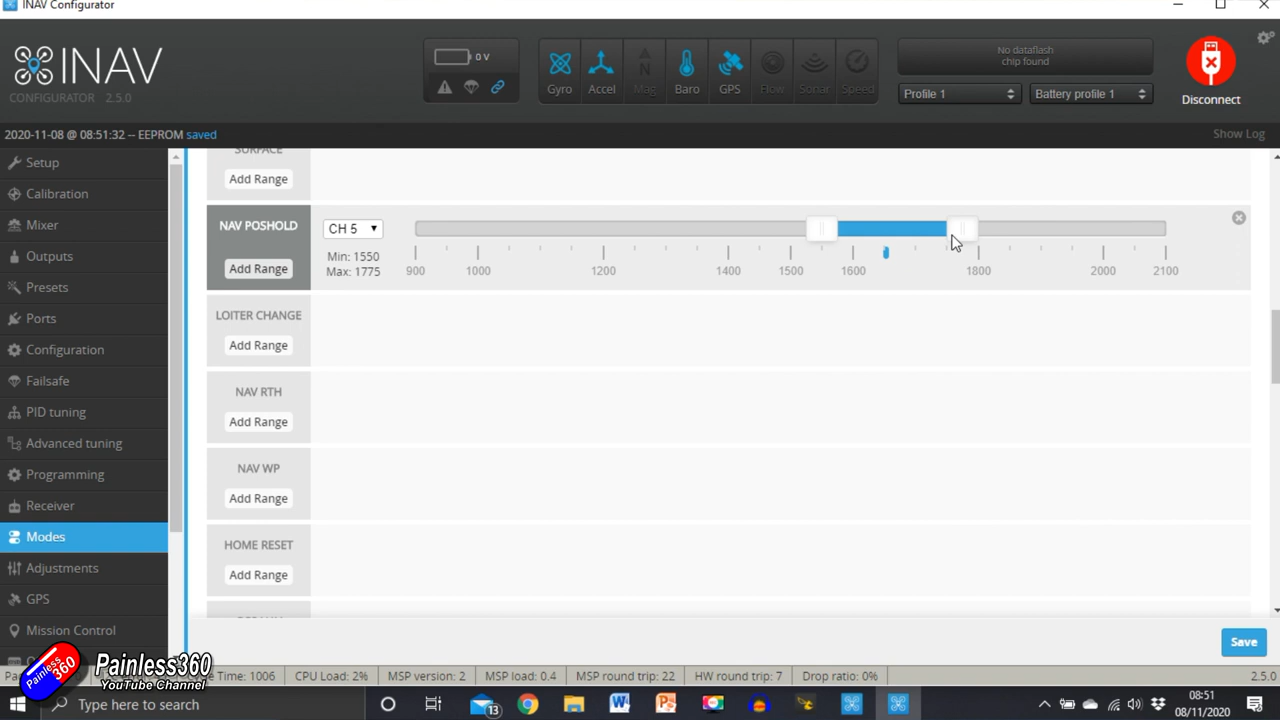 INAV Configurator
INAV
CONFIGURATOR 2.5.0
0 V
Gyro
Accel
Mag
Baro
GPS
Flow
Sonar
Speed
No dataflash
chip found
Profile 1
Battery profile 1
Disconnect
2020-11-08 @ 08:51:32 -- EEPROM saved
Show Log
Setup
Calibration
Mixer
Outputs
Presets
Ports
Configuration
Failsafe
PID tuning
Advanced tuning
Programming
Receiver
Modes
Adjustments
GPS
Mission Control
SURFACE
Add Range
NAV POSHOLD
Add Range
CH 5
Min: 1550
Max: 1775
900 1000 1200 1400 1500 1600 1800 2000 2100
LOITER CHANGE
Add Range
NAV RTH
Add Range
NAV WP
Add Range
HOME RESET
Add Range
Save
Painless360
YouTube Channel
Painless360
Time: 1006
CPU Load: 2%
MSP version: 2
MSP load: 0.4
MSP round trip: 22
HW round trip: 7
Drop ratio: 0%
2.5.0
Type here to search
13
08:51
08/11/2020